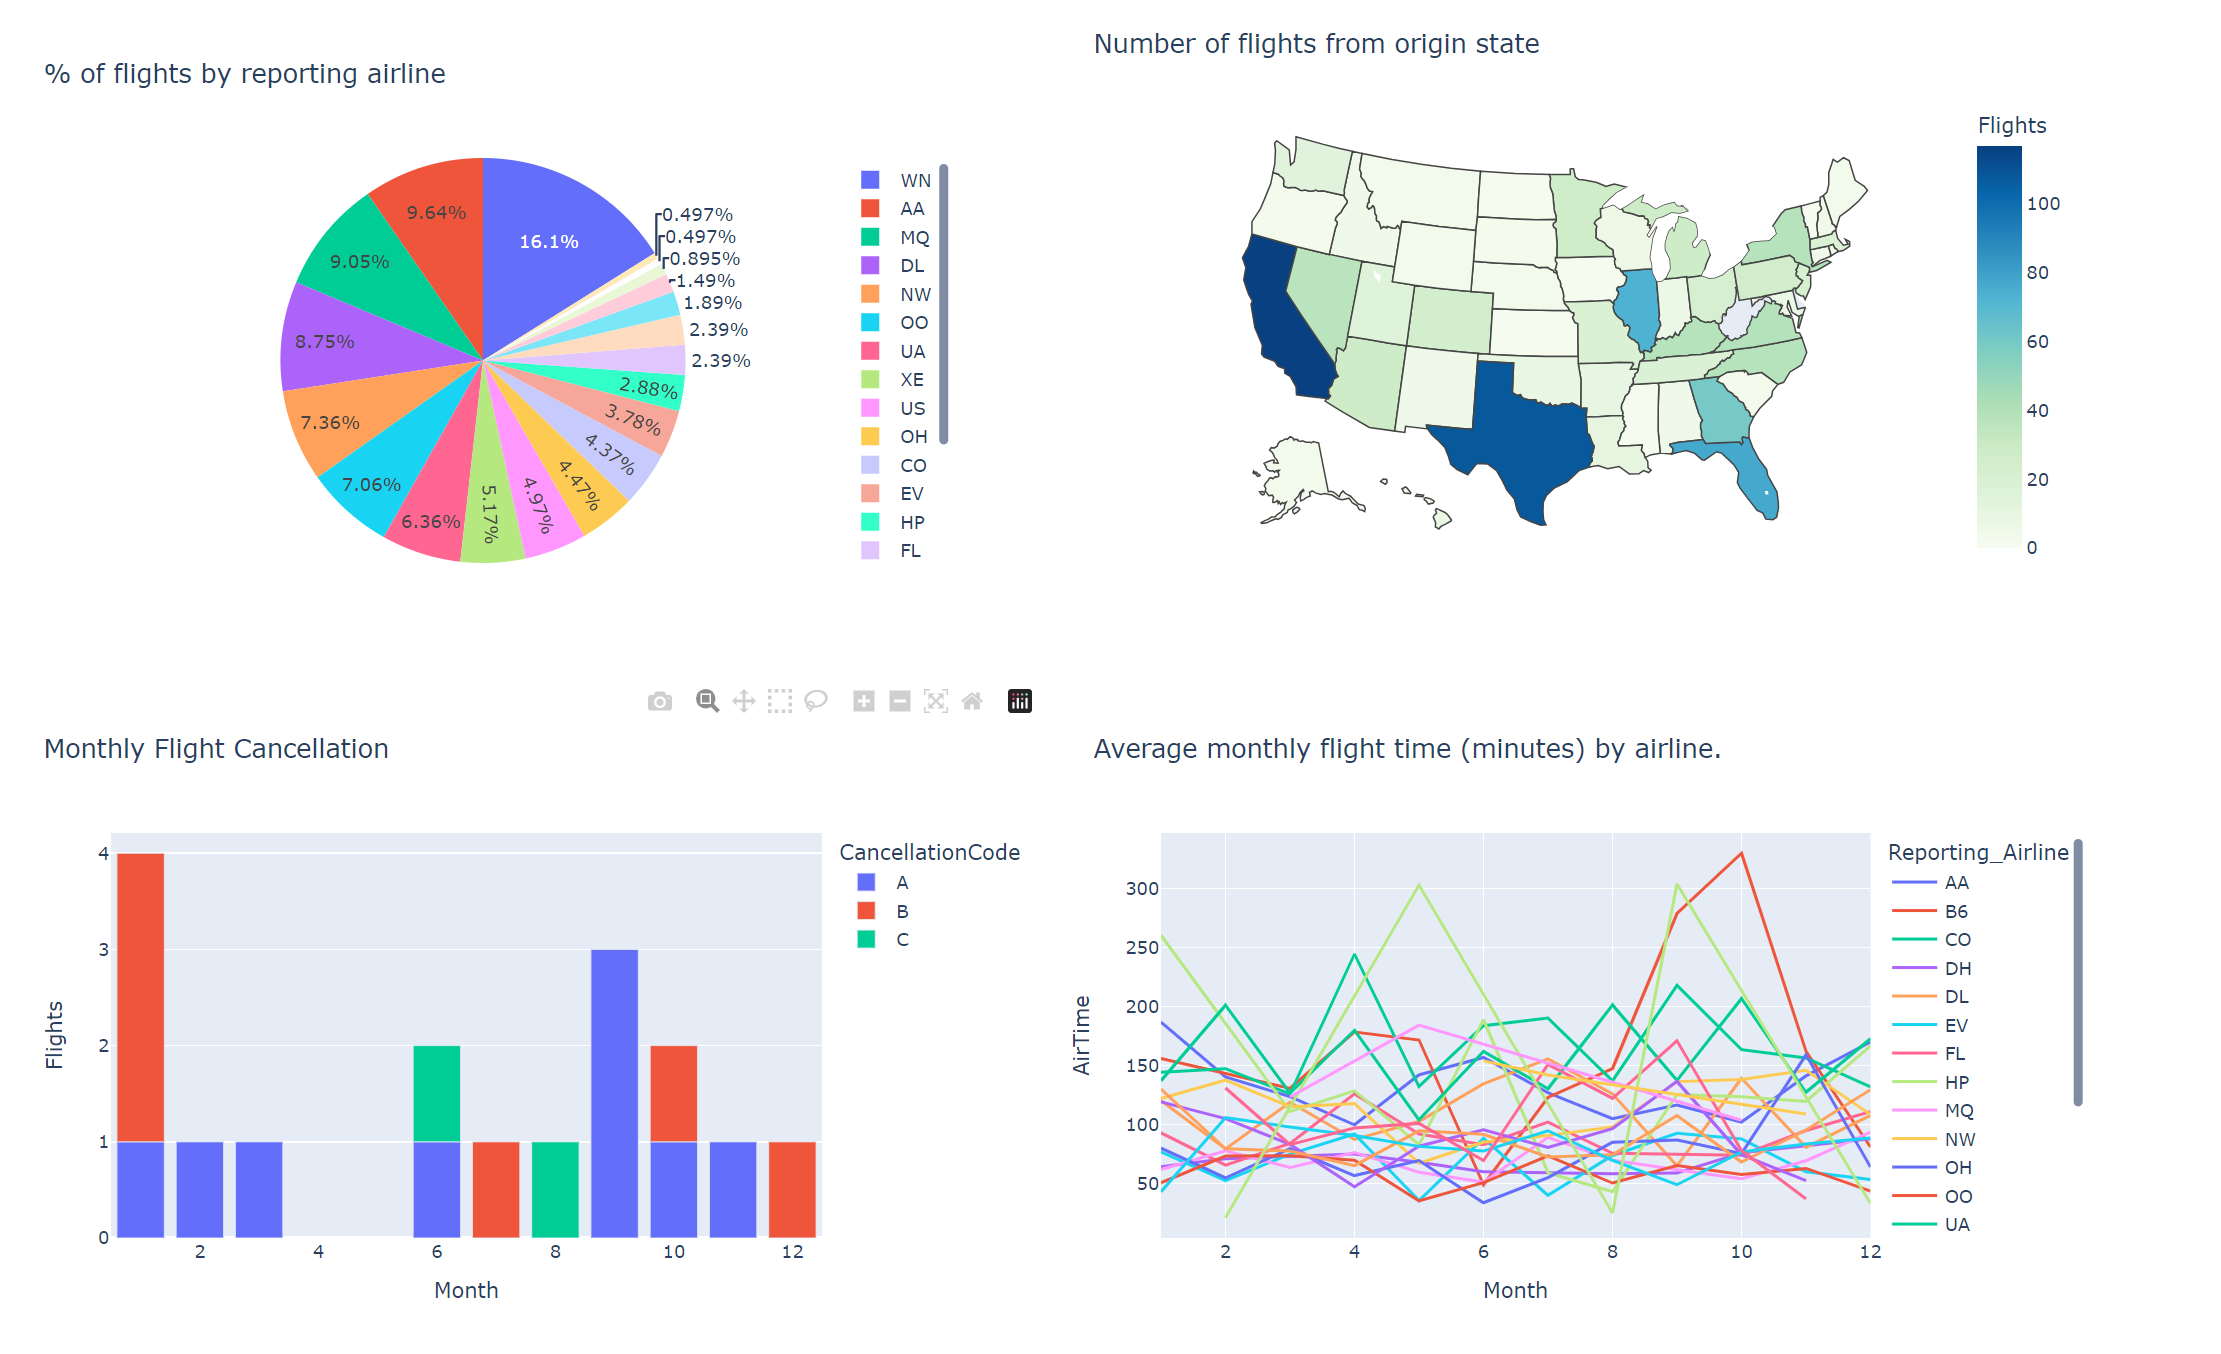 % of flights by reporting airline
16.1%
9.64%
9.05%
8.75%
7.36%
7.06%
6.36%
5.17%
4.97%
4.47%
4.37%
3.78%
2.88%
2.39%
2.39%
1.89%
1.49%
0.895%
0.497%
0.497%
WN
AA
MQ
DL
NW
OO
UA
XE
US
OH
CO
EV
HP
FL
Number of flights from origin state
Flights
100
80
60
40
20
0
Monthly Flight Cancellation
4
3
2
1
0
Flights
2 4 6 8 10 12
Month
CancellationCode
A
B
C
Average monthly flight time (minutes) by airline.
300
250
200
150
100
50
AirTime
2 4 6 8 10 12
Month
Reporting_Airline
AA
B6
CO
DH
DL
EV
FL
HP
MQ
NW
OH
OO
UA